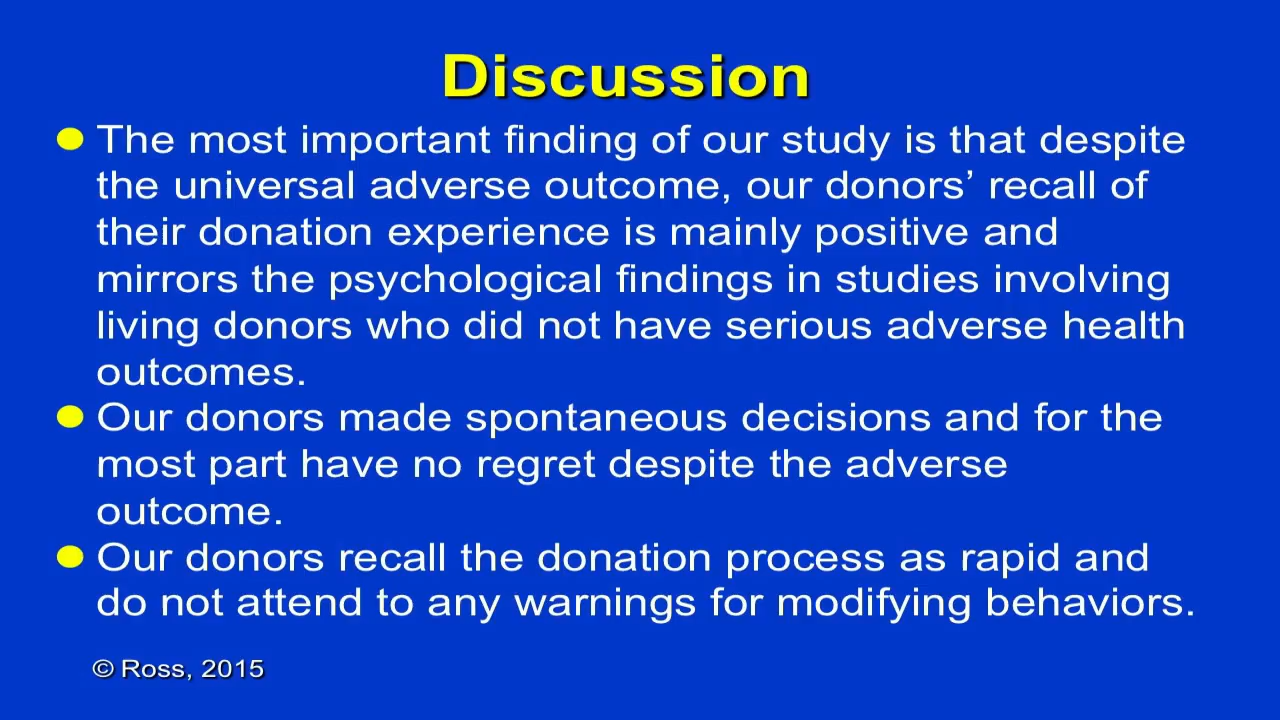 Discussion
The most important finding of our study is that despite
the universal adverse outcome, our donors’ recall of
their donation experience is mainly positive and
mirrors the psychological findings in studies involving
living donors who did not have serious adverse health
outcomes.
Our donors made spontaneous decisions and for the
most part have no regret despite the adverse
outcome.
Our donors recall the donation process as rapid and
do not attend to any warnings for modifying behaviors.
© Ross, 2015